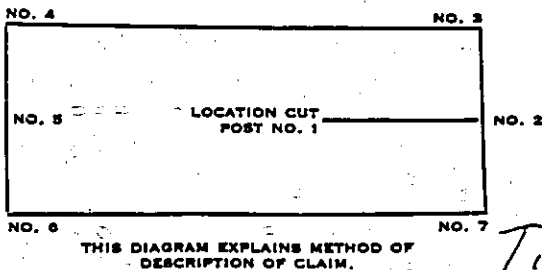 NO. 4 NO. 3
NO. 5 LOCATION CUT NO. 2
POST NO. 1
NO. 6 NO. 7
THIS DIAGRAM EXPLAINS METHOD OF
DESCRIPTION OF CLAIM.